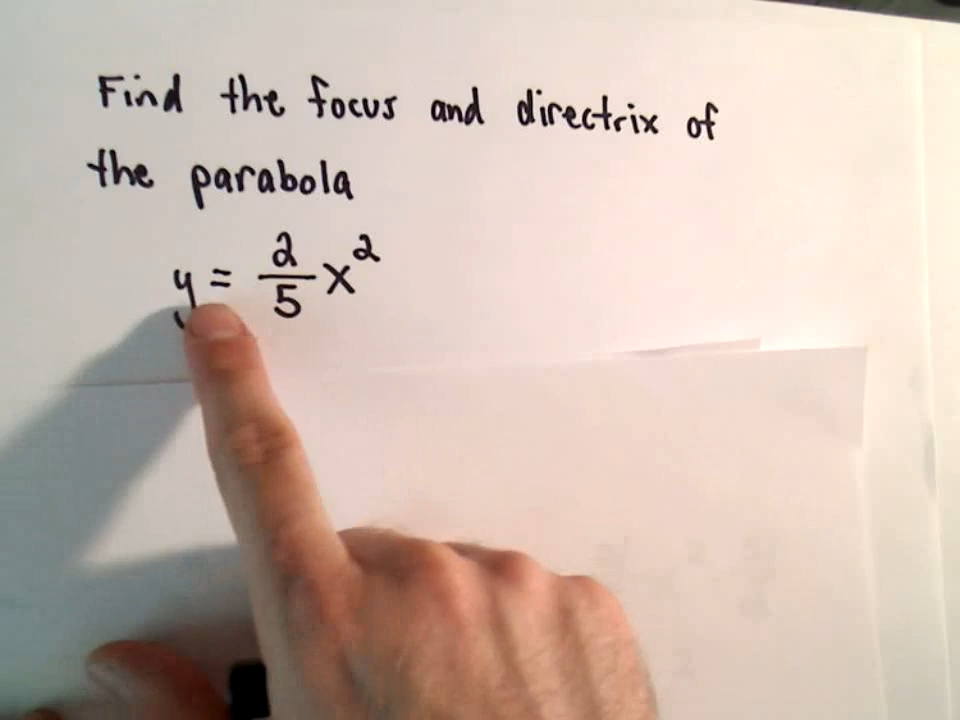 Find the focus and directrix of
the parabola
y = 2/5 x²